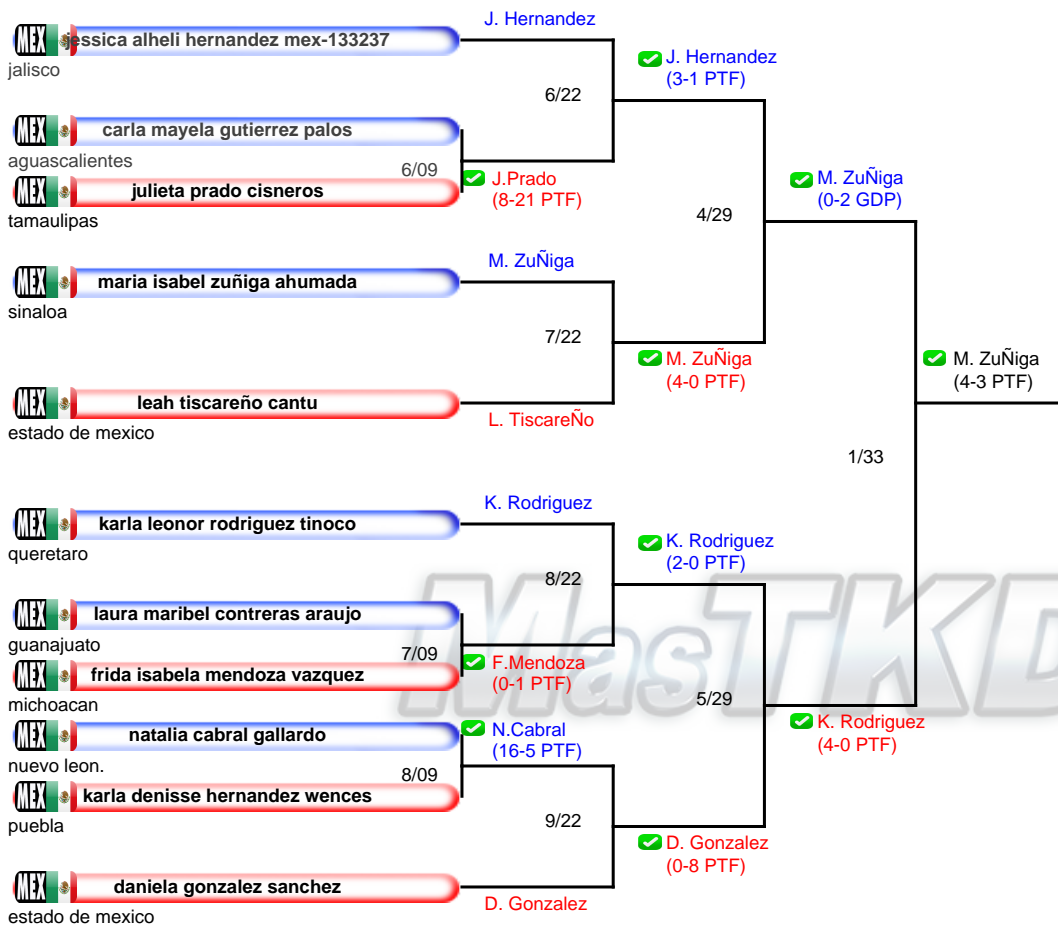 J. Hernandez
MEX jessica alheli hernandez mex-133237
jalisco
J. Hernandez
(3-1 PTF)
6/22
MEX carla mayela gutierrez palos
aguascalientes
6/09
MEX julieta prado cisneros
J.Prado
(8-21 PTF)
tamaulipas
M. ZuÑiga
(0-2 GDP)
4/29
M. ZuÑiga
MEX maria isabel zuñiga ahumada
sinaloa
7/22
M. ZuÑiga
(4-0 PTF)
M. ZuÑiga
(4-3 PTF)
MEX leah tiscareño cantu
L. TiscareÑo
estado de mexico
1/33
K. Rodriguez
MEX karla leonor rodriguez tinoco
queretaro
K. Rodriguez
(2-0 PTF)
8/22
MEX laura maribel contreras araujo
guanajuato
7/09
MEX frida isabela mendoza vazquez
F.Mendoza
(0-1 PTF)
michoacan
MasTKD
5/29
K. Rodriguez
(4-0 PTF)
MEX natalia cabral gallardo
N.Cabral
(16-5 PTF)
nuevo leon.
8/09
MEX karla denisse hernandez wences
puebla
9/22
D. Gonzalez
(0-8 PTF)
MEX daniela gonzalez sanchez
D. Gonzalez
estado de mexico